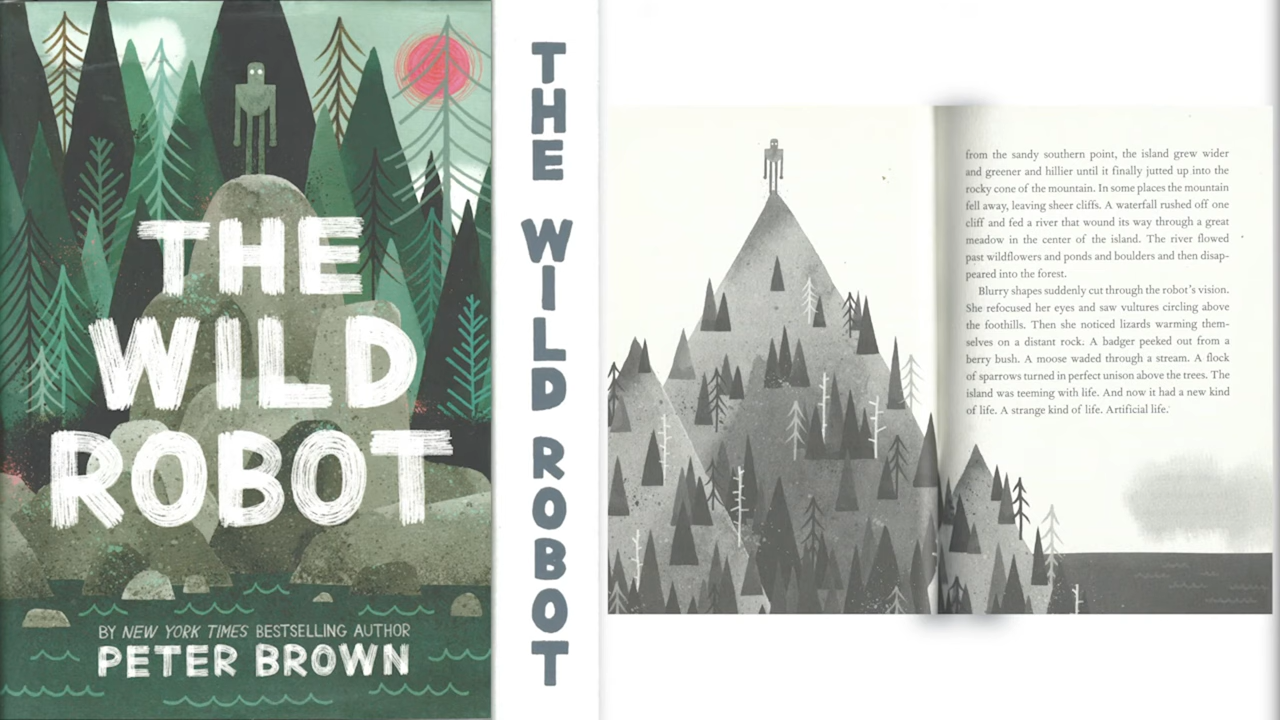 THE
WILD
ROBOT
BY NEW YORK TIMES BESTSELLING AUTHOR
PETER BROWN
THE WILD ROBOT
from the sandy southern point, the island grew wider
and greener and hillier until it finally jutted up into the
rocky cone of the mountain. In some places the mountain
fell away, leaving sheer cliffs. A waterfall rushed off one
cliff and fed a river that wound its way through a great
meadow in the center of the island. The river flowed
past wildflowers and ponds and boulders and then disap-
peared into the forest.
Blurry shapes suddenly cut through the robot's vision.
She refocused her eyes and saw vultures circling above
the foothills. Then she noticed lizards warming them-
selves on a distant rock. A badger peeked out from a
berry bush. A moose waded through a stream. A flock
of sparrows turned in perfect unison above the trees. The
island was teeming with life. And now it had a new kind
of life. A strange kind of life. Artificial life.